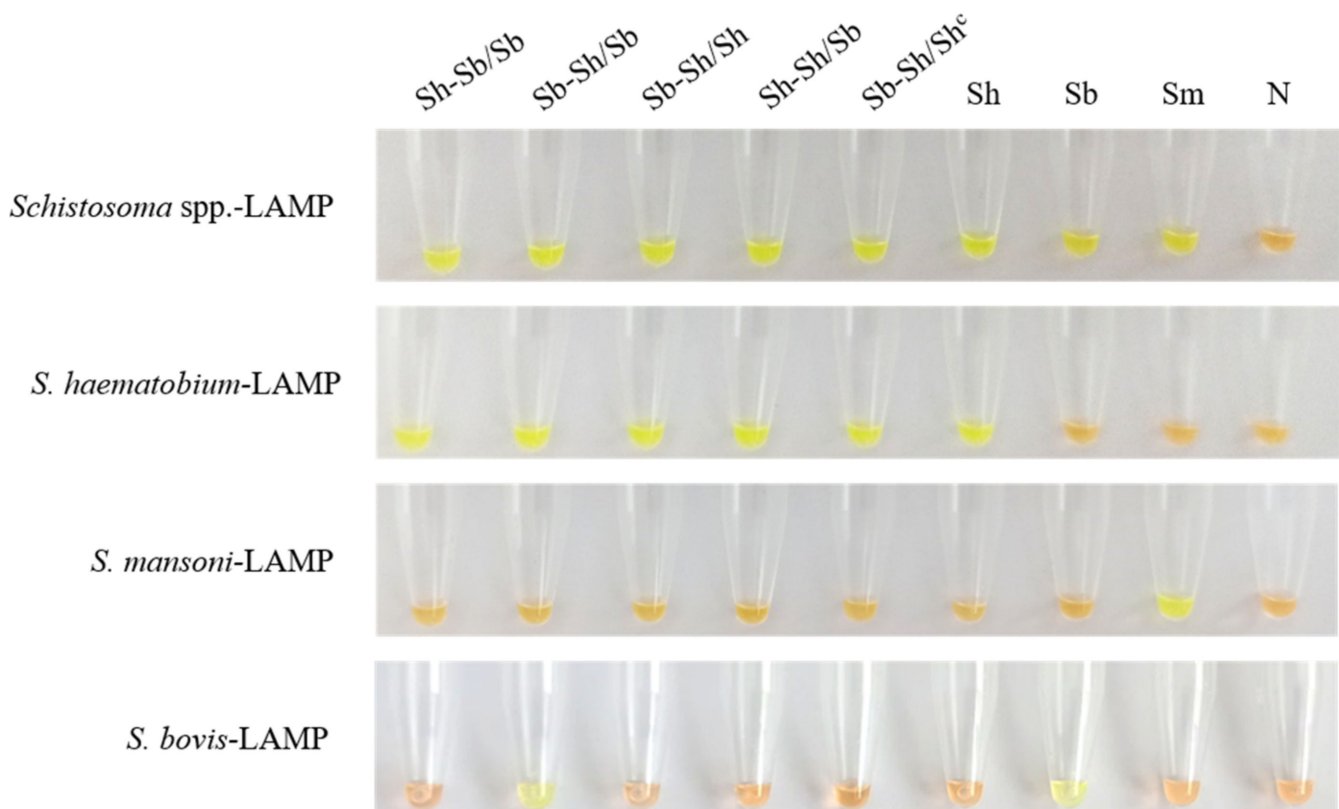 Sh-Sb/Sb Sb-Sh/Sb Sb-Sh/Sh Sh-Sh/Sb Sb-Sh/Shᶜ Sh Sb Sm N
Schistosoma spp.-LAMP
S. haematobium-LAMP
S. mansoni-LAMP
S. bovis-LAMP